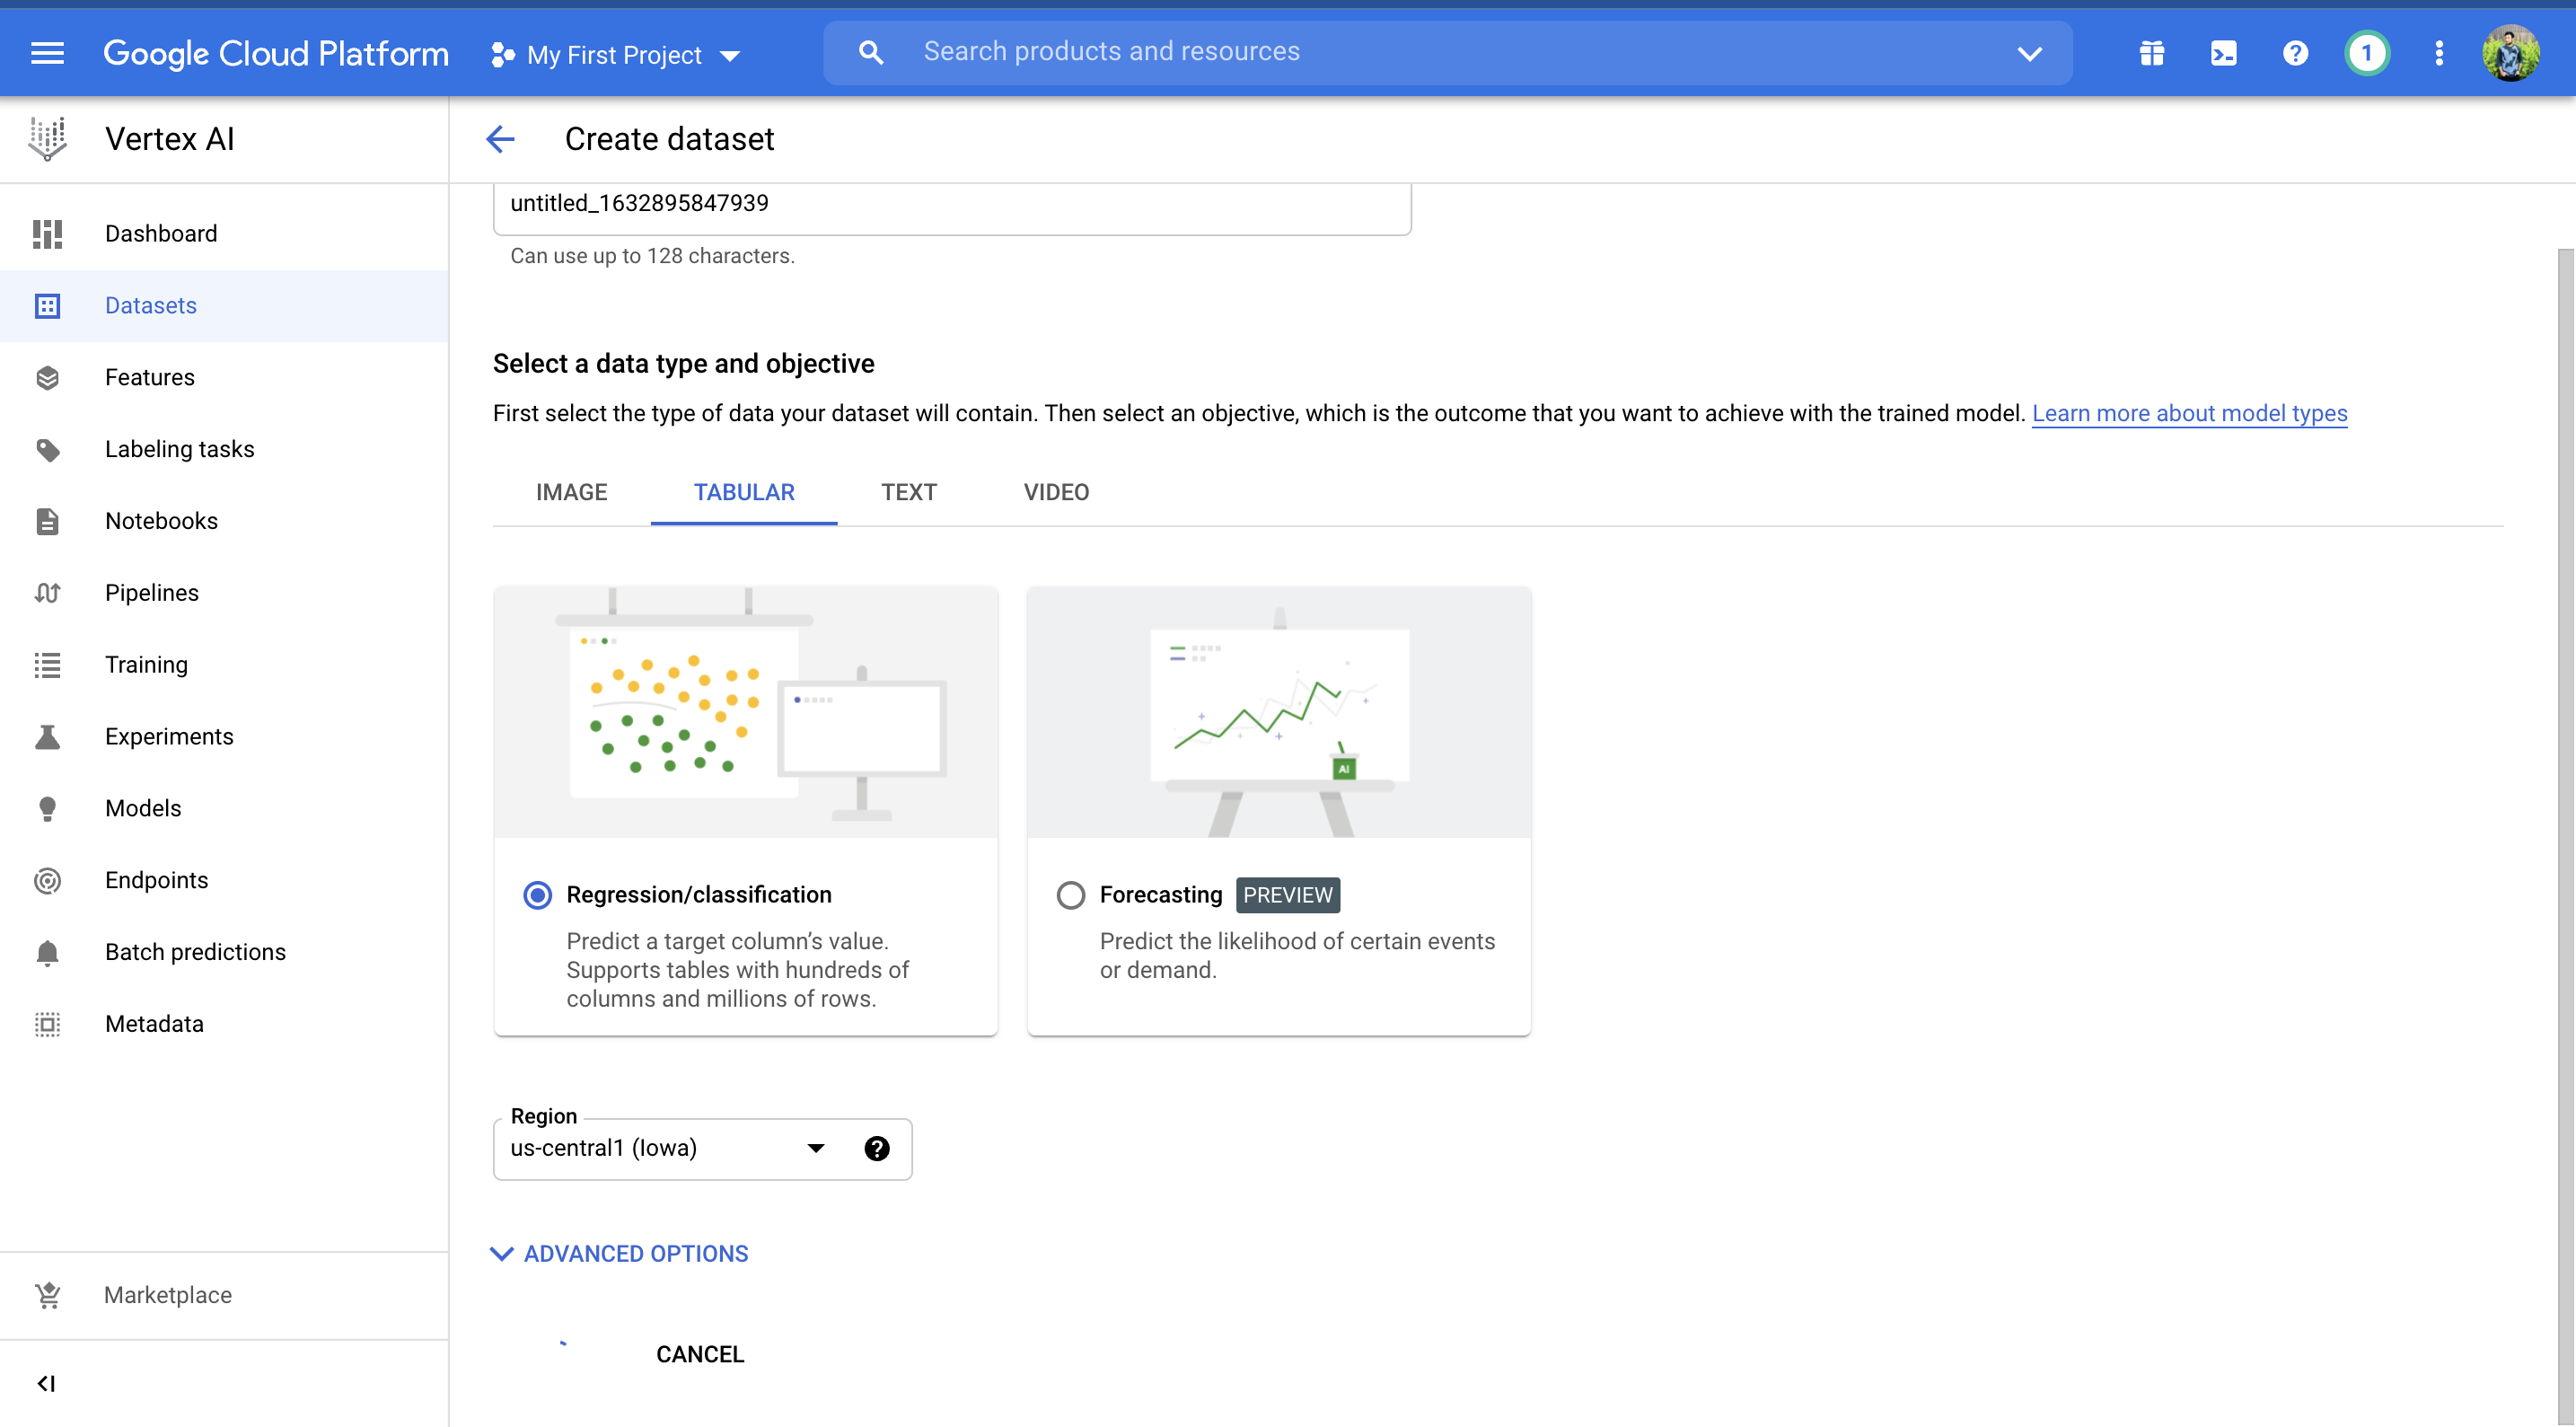 Google Cloud Platform
My First Project
Search products and resources
1
Vertex AI
Create dataset
Dashboard
Datasets
Features
Labeling tasks
Notebooks
Pipelines
Training
Experiments
Models
Endpoints
Batch predictions
Metadata
Marketplace
untitled_1632895847939
Can use up to 128 characters.
Select a data type and objective
First select the type of data your dataset will contain. Then select an objective, which is the outcome that you want to achieve with the trained model. Learn more about model types
IMAGE TABULAR TEXT VIDEO
AI
Regression/classification
Predict a target column’s value.
Supports tables with hundreds of
columns and millions of rows.
Forecasting PREVIEW
Predict the likelihood of certain events
or demand.
Region
us-central1 (Iowa)
ADVANCED OPTIONS
CANCEL